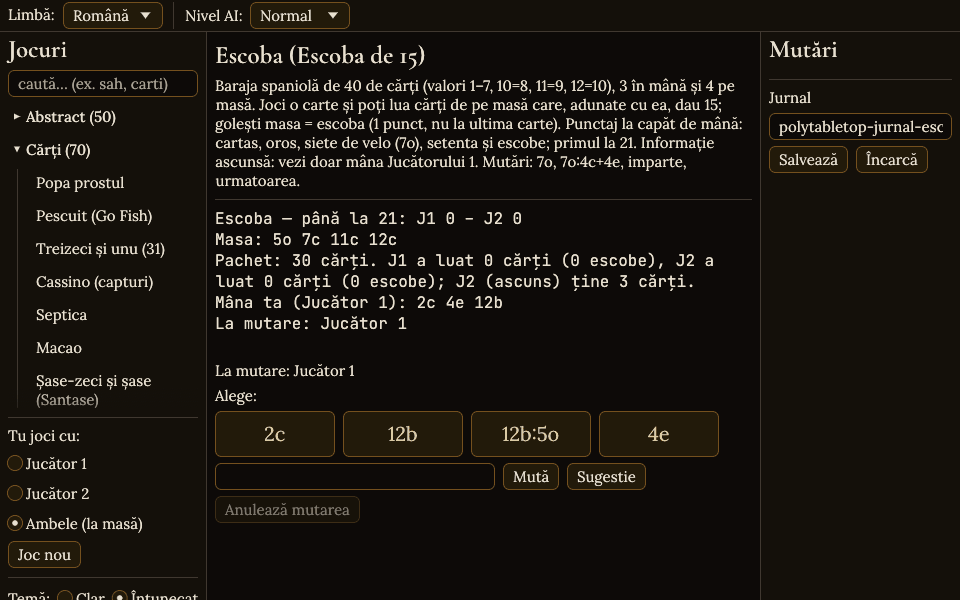 Limbă: Română ▼ Nivel AI: Normal ▼
Jocuri
caută... (ex. sah, carti)
▸ Abstract (50)
▾ Cărți (70)
Popa prostul
Pescuit (Go Fish)
Treizeci și unu (31)
Cassino (capturi)
Septica
Macao
Șase-zeci și șase
(Santase)
Tu joci cu:
Jucător 1
Jucător 2
Ambele (la masă)
Joc nou
Temă: Clar Întunecat
Escoba (Escoba de 15)
Baraja spaniolă de 40 de cărți (valori 1–7, 10=8, 11=9, 12=10), 3 în mână și 4 pe
masă. Joci o carte și poți lua cărți de pe masă care, adunate cu ea, dau 15;
golești masa = escoba (1 punct, nu la ultima carte). Punctaj la capăt de mână:
cartas, oros, siete de velo (7o), setenta și escobe; primul la 21. Informație
ascunsă: vezi doar mâna Jucătorului 1. Mutări: 7o, 7o:4c+4e, imparte,
urmatoarea.
Escoba — până la 21: J1 0 – J2 0
Masa: 5o 7c 11c 12c
Pachet: 30 cărți. J1 a luat 0 cărți (0 escobe), J2 a
luat 0 cărți (0 escobe); J2 (ascuns) ține 3 cărți.
Mâna ta (Jucător 1): 2c 4e 12b
La mutare: Jucător 1
La mutare: Jucător 1
Alege:
2c 12b 12b:5o 4e
Mută Sugestie
Anulează mutarea
Mutări
Jurnal
polytabletop-jurnal-esc
Salvează Încarcă